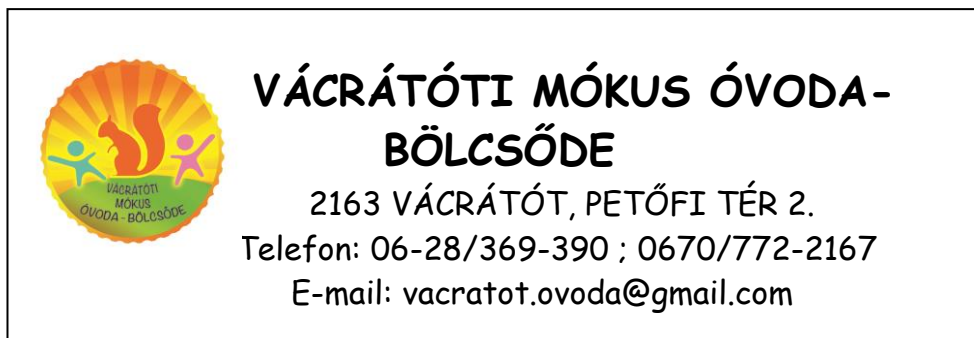 VÁCRÁTÓTI MÓKUS ÓVODA-
BÖLCSŐDE
2163 VÁCRÁTÓT, PETŐFI TÉR 2.
Telefon: 06-28/369-390 ; 0670/772-2167
E-mail: vacratot.ovoda@gmail.com
VÁCRÁTÓTI
MÓKUS
ÓVODA - BÖLCSŐDE